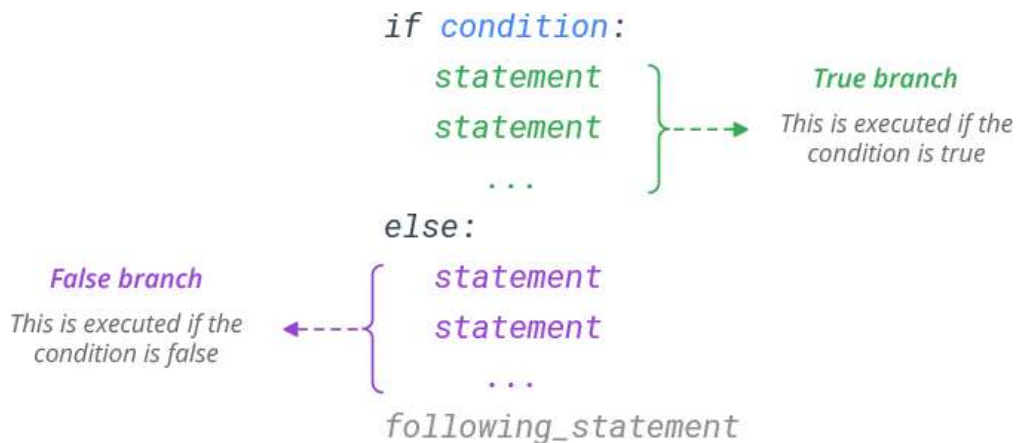 if condition:
statement
statement
...
True branch
This is executed if the
condition is true
else:
False branch
This is executed if the
condition is false
statement
statement
...
following_statement